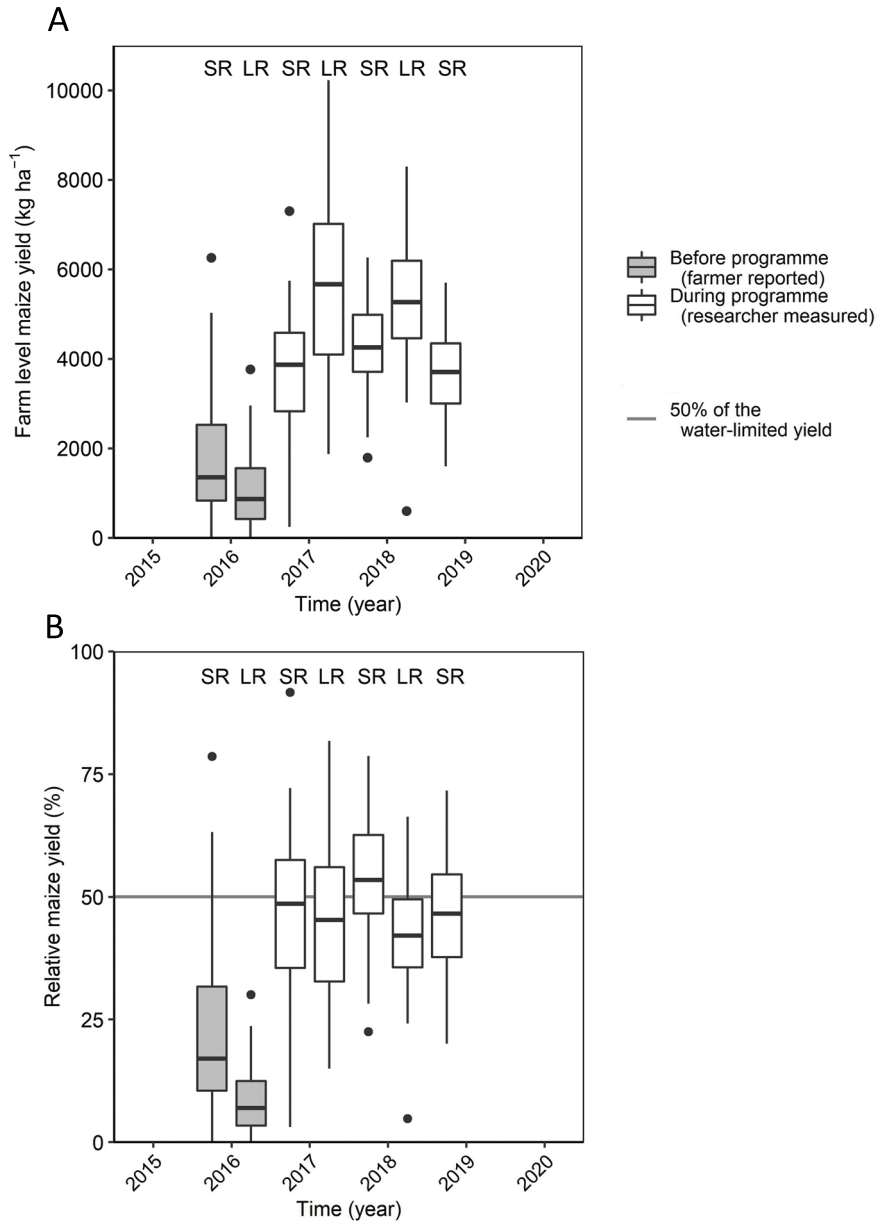 A
SR LR SR LR SR LR SR
10000
8000
6000
4000
2000
0
Farm level maize yield (kg ha⁻¹)
2015 2016 2017 2018 2019 2020
Time (year)
Before programme
(farmer reported)
During programme
(researcher measured)
50% of the
water-limited yield
B
SR LR SR LR SR LR SR
100
75
50
25
0
Relative maize yield (%)
2015 2016 2017 2018 2019 2020
Time (year)